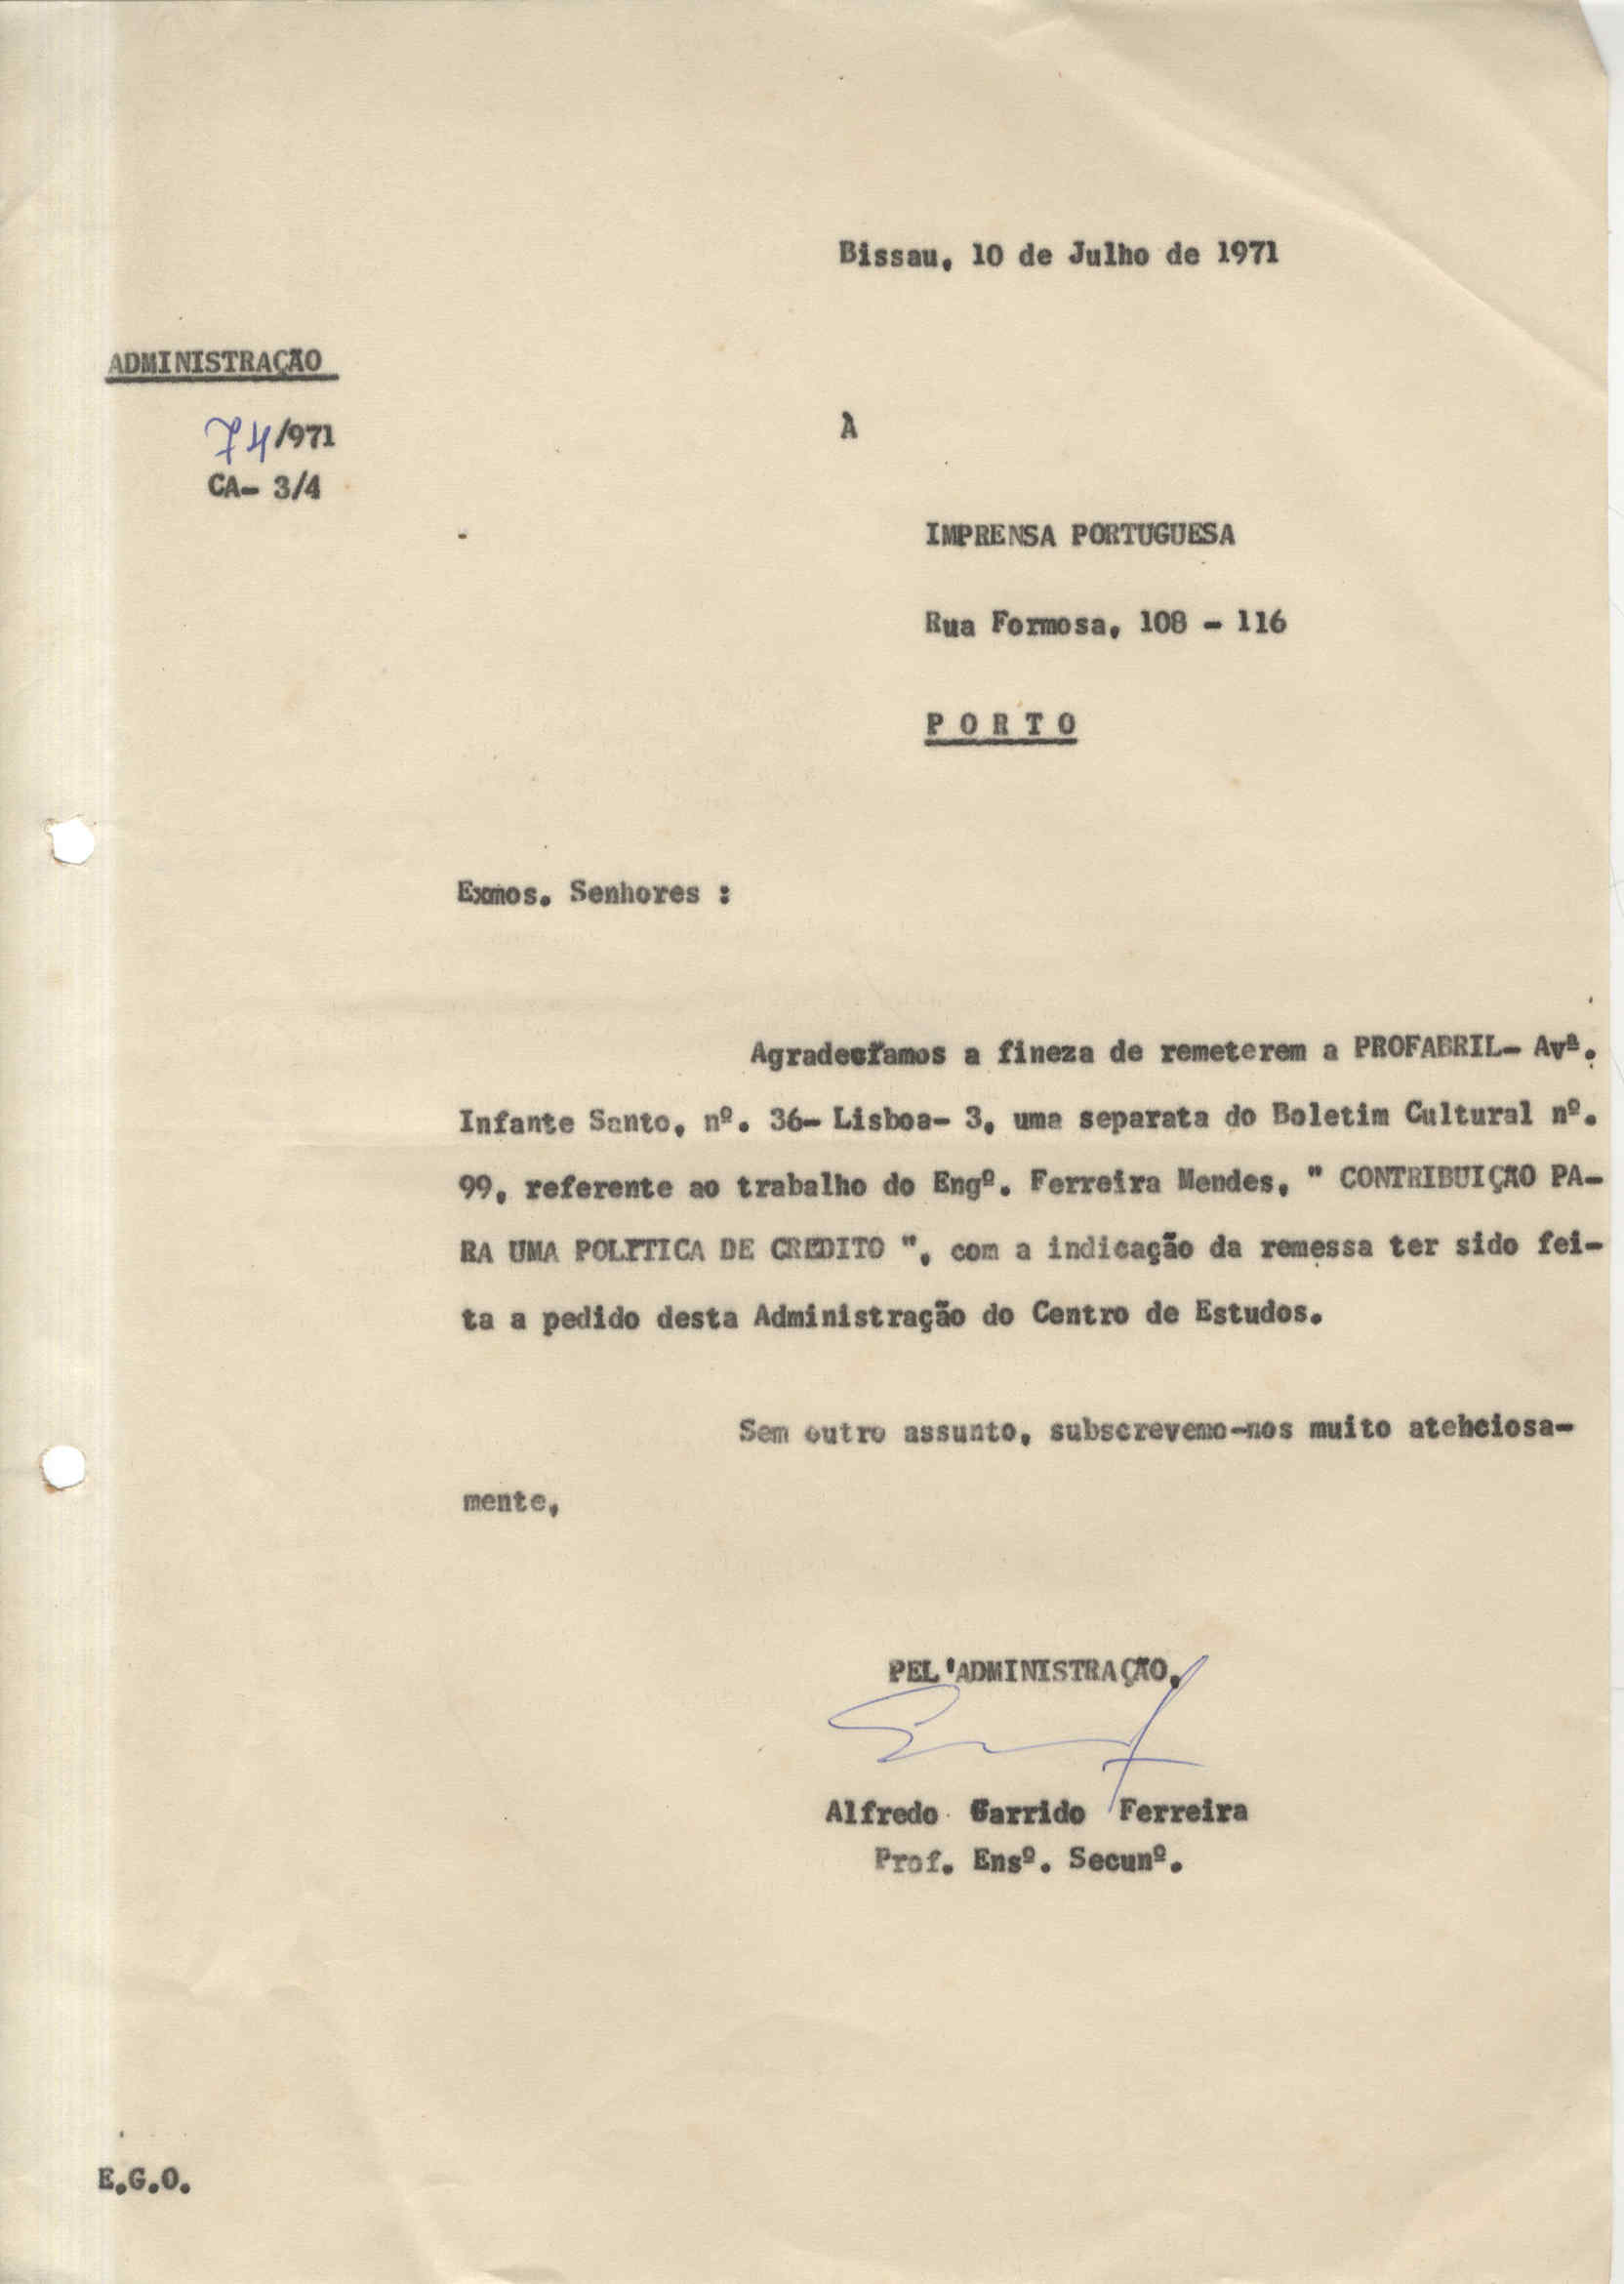 Bissau, 10 de Julho de 1971
ADMINISTRAÇÃO
74/971
À
CA- 3/4
IMPRENSA PORTUGUESA
Rua Formosa, 108 - 116
P O R T O
Exmos. Senhores :
Agradecíamos a fineza de remeterem a PROFABRIL- Avª.
Infante Santo, nº. 36- Lisboa- 3, uma separata do Boletim Cultural nº.
99, referente ao trabalho do Engº. Ferreira Mendes, " CONTRIBUIÇÃO PA-
RA UMA POLÍTICA DE CREDITO ", com a indicação da remessa ter sido fei-
ta a pedido desta Administração do Centro de Estudos.
Sem outro assunto, subscrevemo-nos muito atehciosa-
mente,
PEL'ADMINISTRAÇÃO,
Alfredo Garrido Ferreira
Prof. Ensº. Secunº.
E.G.O.